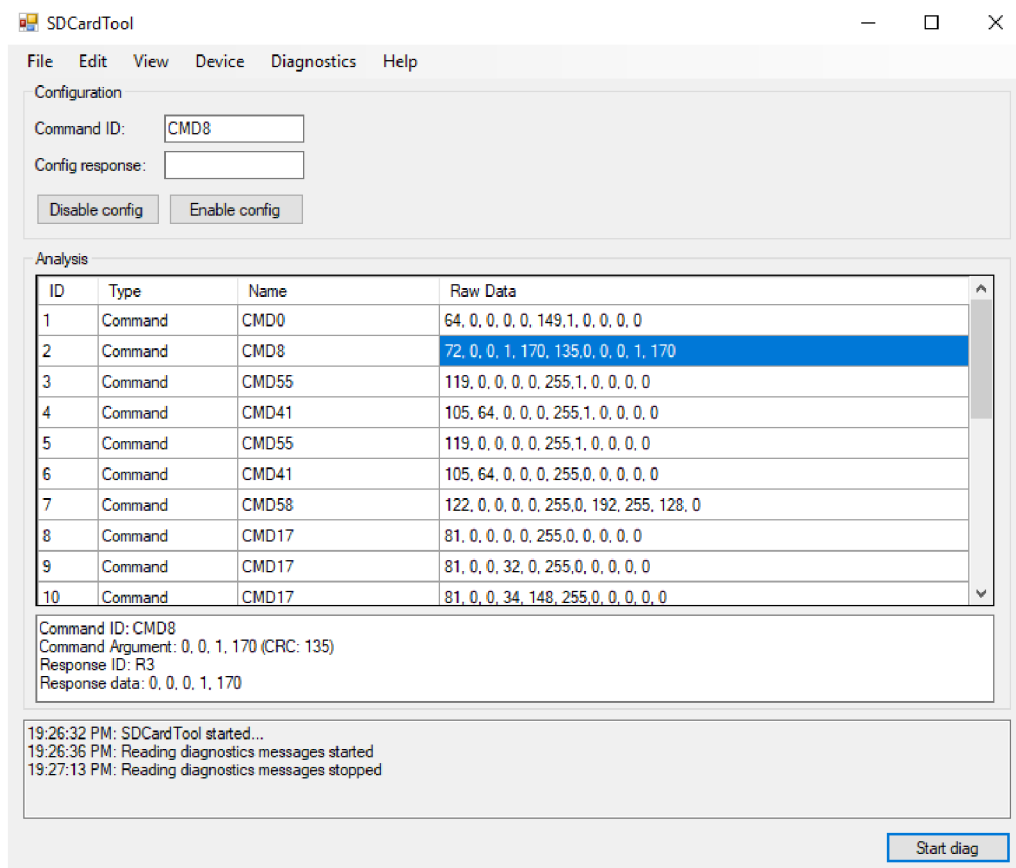 SDCardTool
File Edit View Device Diagnostics Help
Configuration
Command ID: CMD8
Config response:
Disable config Enable config
Analysis
ID Type Name Raw Data
1 Command CMD0 64, 0, 0, 0, 0, 149,1, 0, 0, 0, 0
2 Command CMD8 72, 0, 0, 1, 170, 135,0, 0, 0, 1, 170
3 Command CMD55 119, 0, 0, 0, 0, 255,1, 0, 0, 0, 0
4 Command CMD41 105, 64, 0, 0, 0, 255,1, 0, 0, 0, 0
5 Command CMD55 119, 0, 0, 0, 0, 255,1, 0, 0, 0, 0
6 Command CMD41 105, 64, 0, 0, 0, 255,0, 0, 0, 0, 0
7 Command CMD58 122, 0, 0, 0, 0, 255,0, 192, 255, 128, 0
8 Command CMD17 81, 0, 0, 0, 0, 255,0, 0, 0, 0, 0
9 Command CMD17 81, 0, 0, 32, 0, 255,0, 0, 0, 0, 0
10 Command CMD17 81, 0, 0, 34, 148, 255,0, 0, 0, 0, 0
Command ID: CMD8
Command Argument: 0, 0, 1, 170 (CRC: 135)
Response ID: R3
Response data: 0, 0, 0, 1, 170
19:26:32 PM: SDCardTool started...
19:26:36 PM: Reading diagnostics messages started
19:27:13 PM: Reading diagnostics messages stopped
Start diag